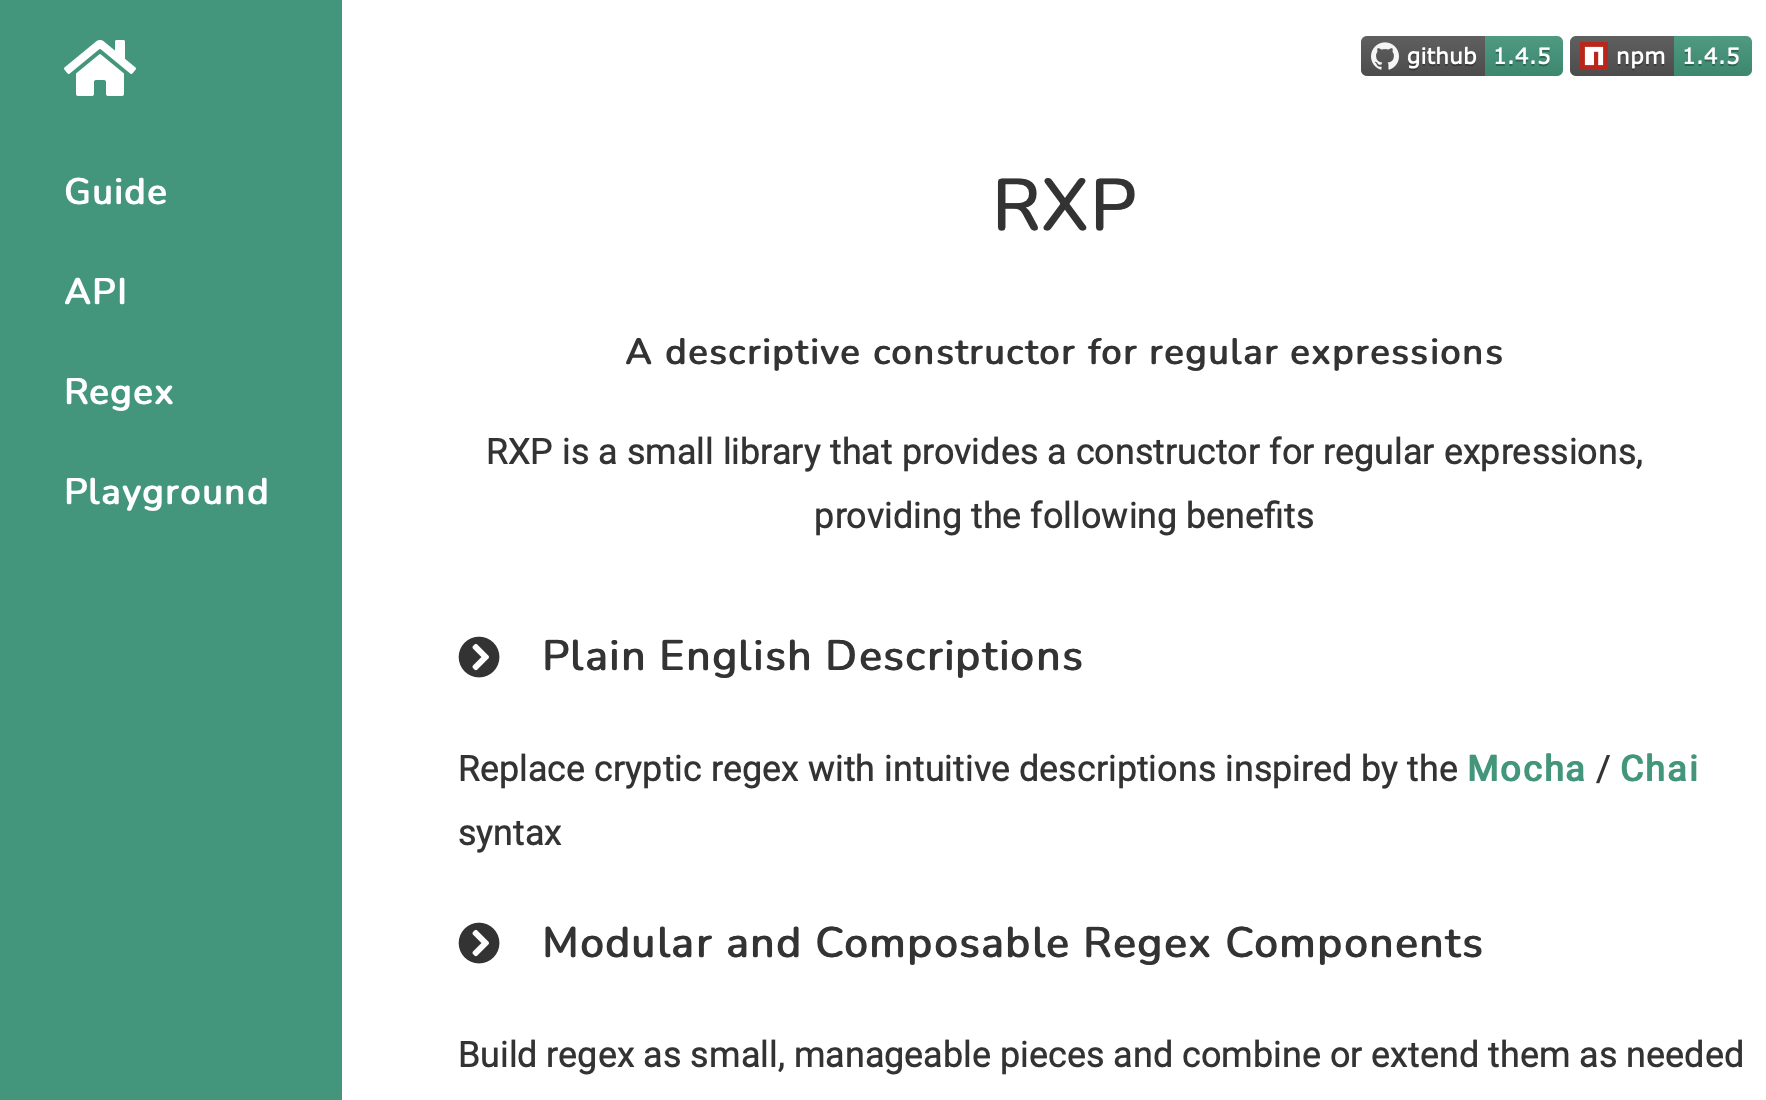 github 1.4.5 npm 1.4.5
Guide
API
Regex
Playground
RXP
A descriptive constructor for regular expressions
RXP is a small library that provides a constructor for regular expressions,
providing the following benefits
Plain English Descriptions
Replace cryptic regex with intuitive descriptions inspired by the Mocha / Chai
syntax
Modular and Composable Regex Components
Build regex as small, manageable pieces and combine or extend them as needed